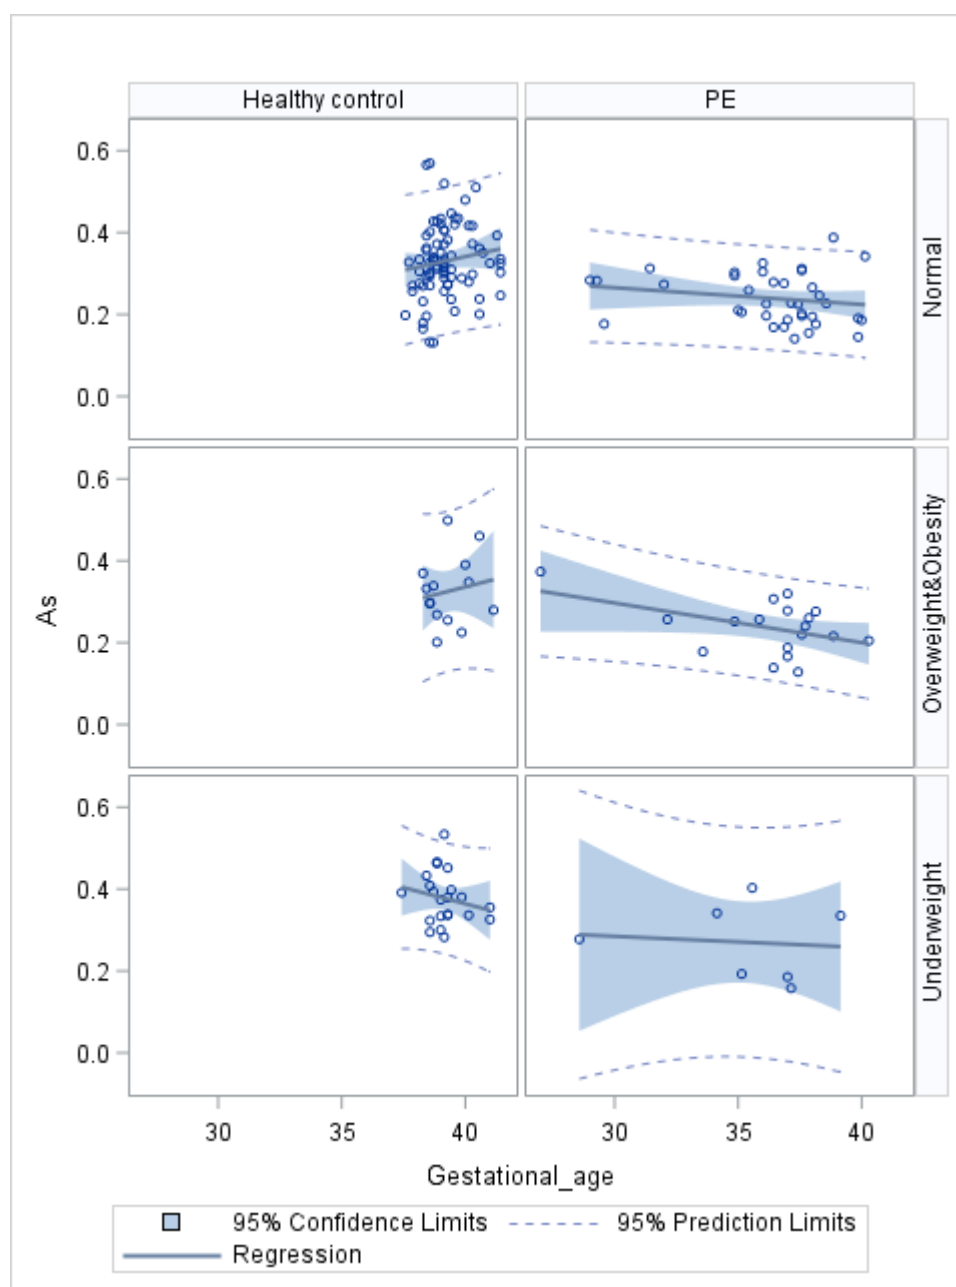 Healthy control PE
0.6
0.4
0.2
0.0
Normal
0.6
0.4
0.2
0.0
Overweight&Obesity
As
0.6
0.4
0.2
0.0
Underweight
30 35 40 30 35 40
Gestational_age
95% Confidence Limits 95% Prediction Limits
Regression